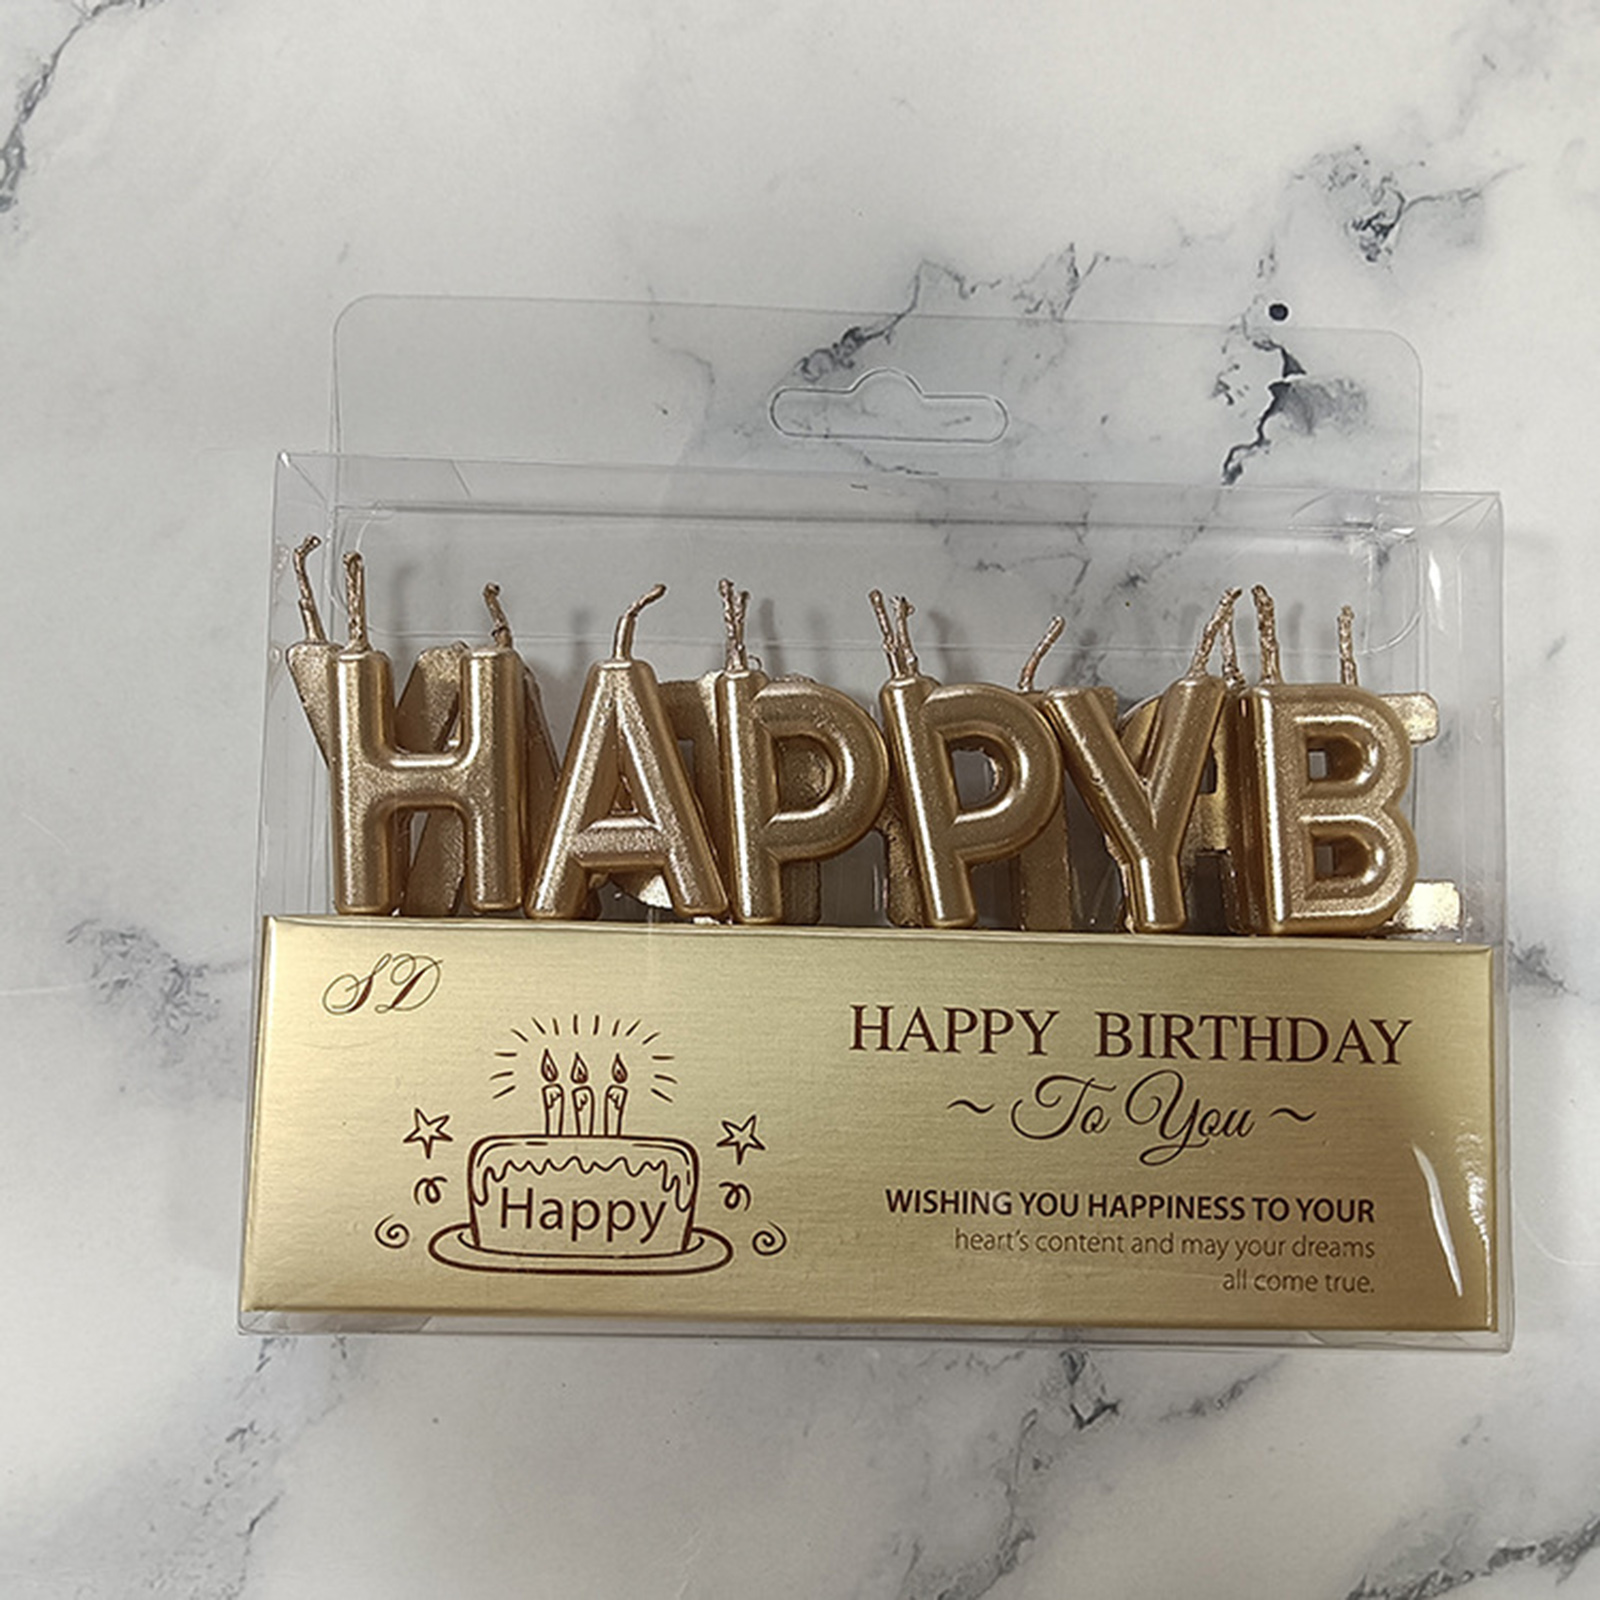 HAPPYB
SD
Happy
HAPPY BIRTHDAY
~ To You ~
WISHING YOU HAPPINESS TO YOUR
heart's content and may your dreams
all come true.